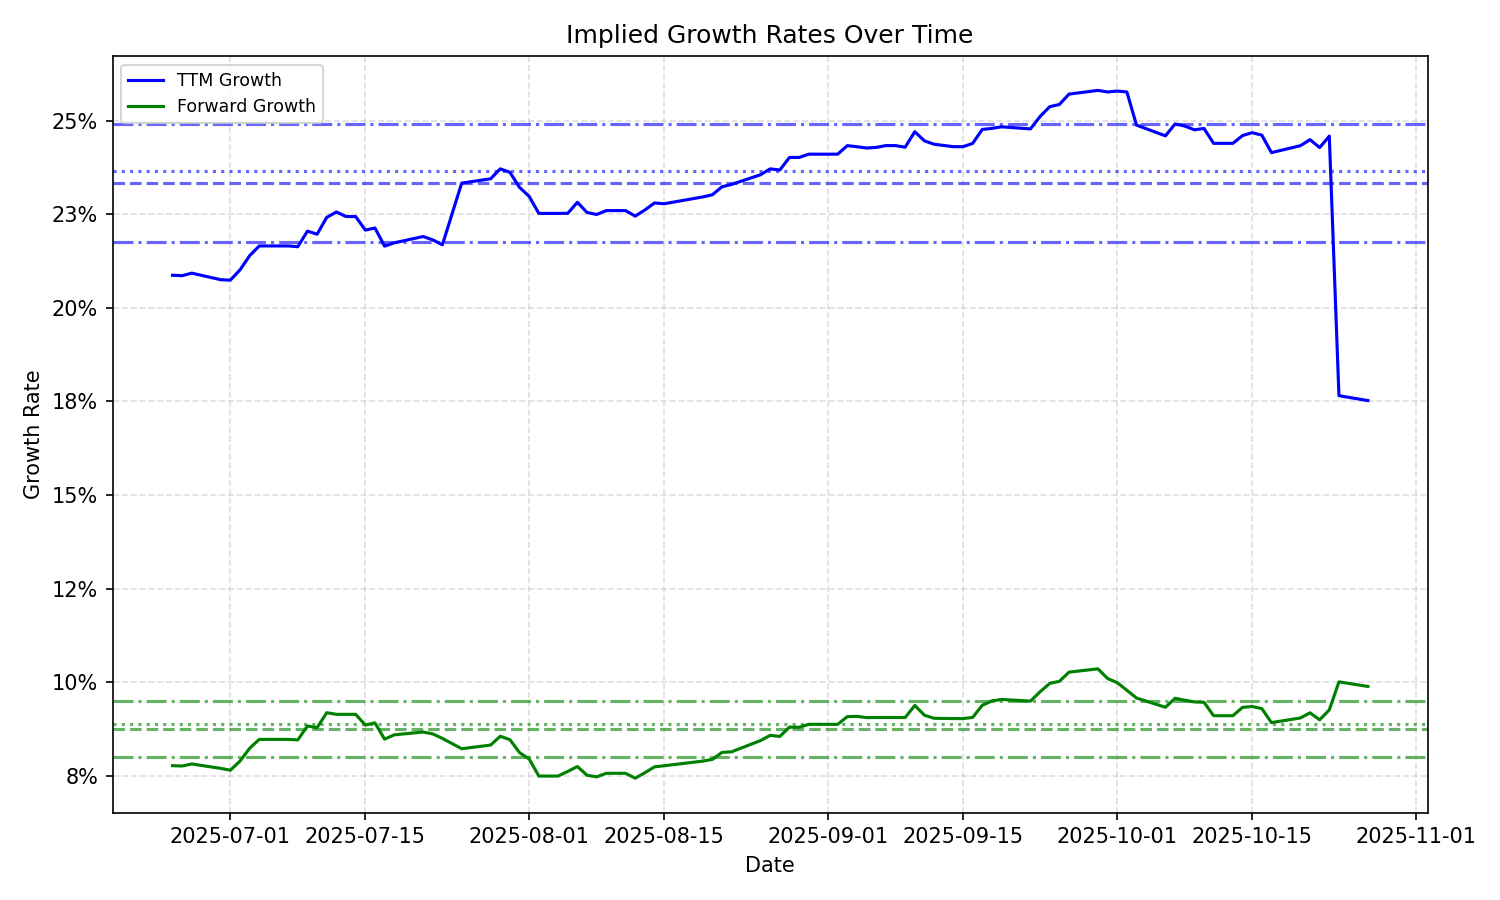 Implied Growth Rates Over Time
TTM Growth
Forward Growth
25%
23%
20%
18%
15%
12%
10%
8%
Growth Rate
2025-07-01 2025-07-15 2025-08-01 2025-08-15 2025-09-01 2025-09-15 2025-10-01 2025-10-15 2025-11-01
Date